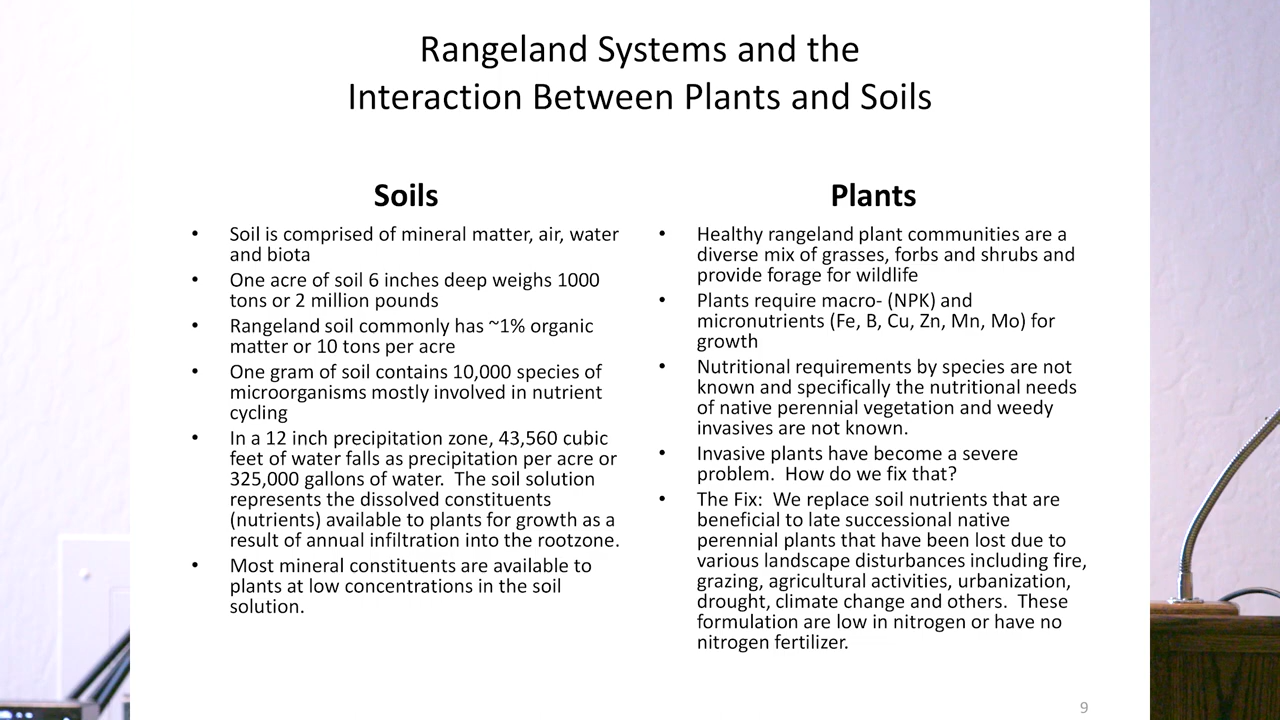 Rangeland Systems and the
Interaction Between Plants and Soils
Soils
• Soil is comprised of mineral matter, air, water
and biota
• One acre of soil 6 inches deep weighs 1000
tons or 2 million pounds
• Rangeland soil commonly has ~1% organic
matter or 10 tons per acre
• One gram of soil contains 10,000 species of
microorganisms mostly involved in nutrient
cycling
• In a 12 inch precipitation zone, 43,560 cubic
feet of water falls as precipitation per acre or
325,000 gallons of water.  The soil solution
represents the dissolved constituents
(nutrients) available to plants for growth as a
result of annual infiltration into the rootzone.
• Most mineral constituents are available to
plants at low concentrations in the soil
solution.
Plants
• Healthy rangeland plant communities are a
diverse mix of grasses, forbs and shrubs and
provide forage for wildlife
• Plants require macro- (NPK) and
micronutrients (Fe, B, Cu, Zn, Mn, Mo) for
growth
• Nutritional requirements by species are not
known and specifically the nutritional needs
of native perennial vegetation and weedy
invasives are not known.
• Invasive plants have become a severe
problem.  How do we fix that?
• The Fix:  We replace soil nutrients that are
beneficial to late successional native
perennial plants that have been lost due to
various landscape disturbances including fire,
grazing, agricultural activities, urbanization,
drought, climate change and others.  These
formulation are low in nitrogen or have no
nitrogen fertilizer.
9